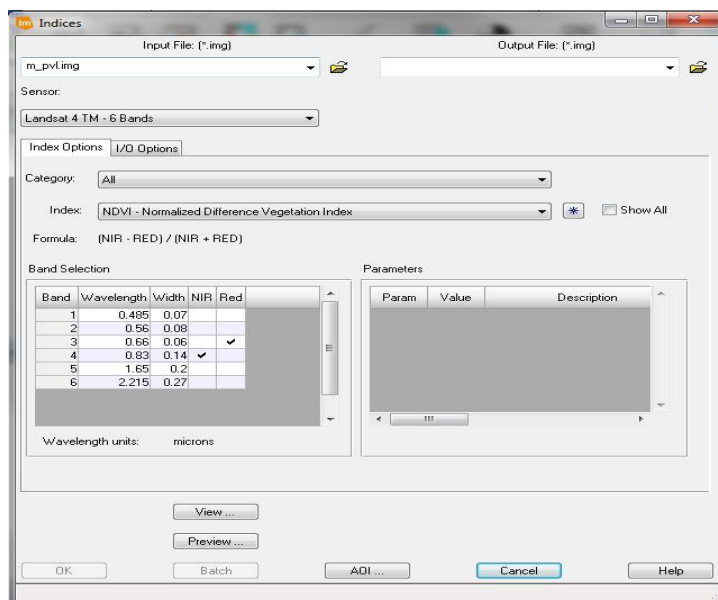 Im Indices
Input File: (*.img) Output File: (*.img)
m_pvl.img
Sensor:
Landsat 4 TM - 6 Bands
Index Options I/O Options
Category: All
Index: NDVI - Normalized Difference Vegetation Index * Show All
Formula: (NIR - RED) / (NIR + RED)
Band Selection Parameters
Band Wavelength Width NIR Red Param Value Description
1 0.485 0.07
2 0.56 0.08
3 0.66 0.06 ✔
4 0.83 0.14 ✔
5 1.65 0.2
6 2.215 0.27
Wavelength units: microns
View ...
Preview ...
OK Batch AOI ... Cancel Help